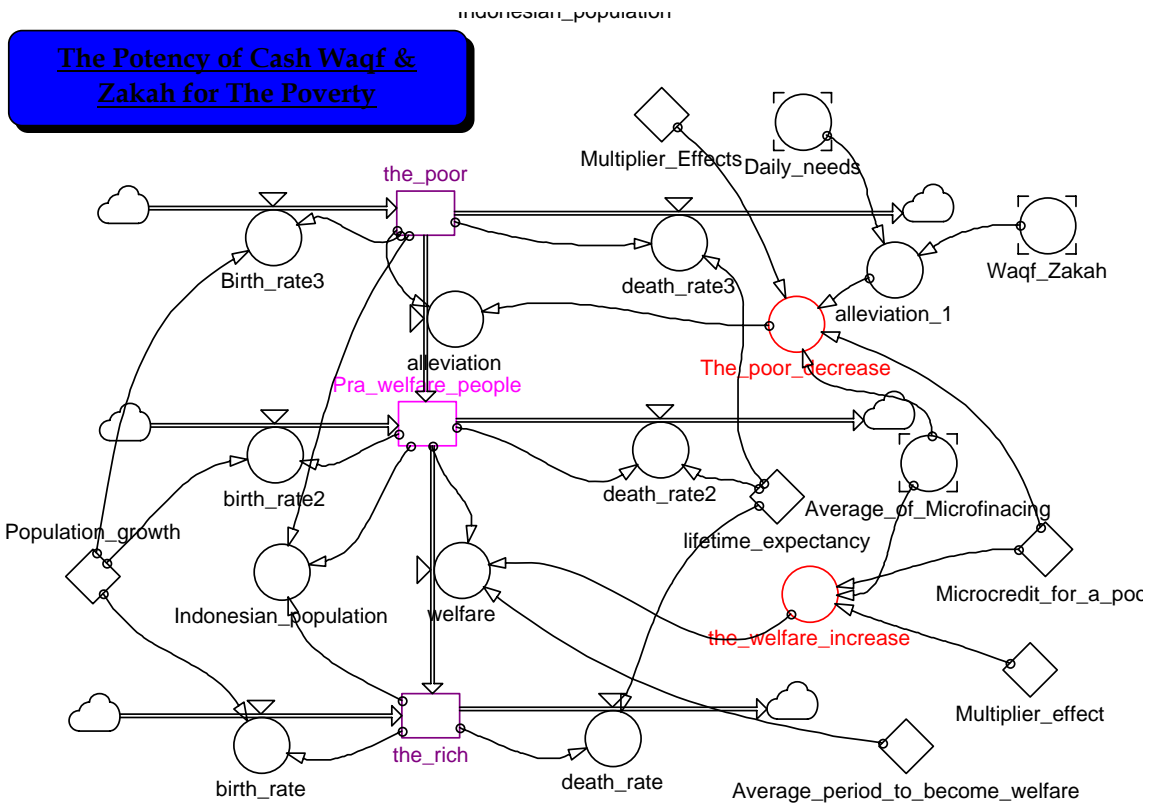 Indonesian_population
The Potency of Cash Waqf &
Zakah for The Poverty
Multiplier_Effects
Daily_needs
the_poor
Waqf_Zakah
Birth_rate3
death_rate3
alleviation_1
alleviation
The_poor_decrease
Pra_welfare_people
birth_rate2
death_rate2
Average_of_Microfinacing
Population_growth
lifetime_expectancy
Microcredit_for_a_poo
Indonesian_population
welfare
the_welfare_increase
Multiplier_effect
the_rich
birth_rate
death_rate
Average_period_to_become_welfare